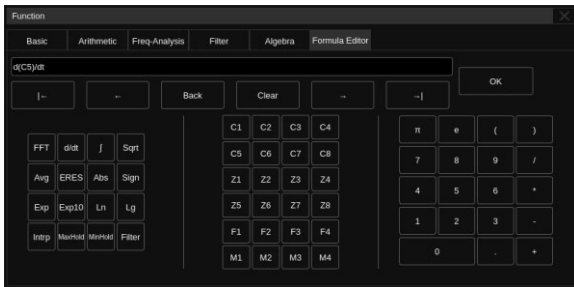 Function
Basic Arithmetic Freq-Analysis Filter Algebra Formula Editor
d(C5)/dt
OK
|← ← Back Clear → →|
FFT d/dt ∫ Sqrt
Avg ERES Abs Sign
Exp Exp10 Ln Lg
Intrp MaxHold MinHold Filter
C1 C2 C3 C4
C5 C6 C7 C8
Z1 Z2 Z3 Z4
Z5 Z6 Z7 Z8
F1 F2 F3 F4
M1 M2 M3 M4
π e ( )
7 8 9 /
4 5 6 *
1 2 3 -
0 . +